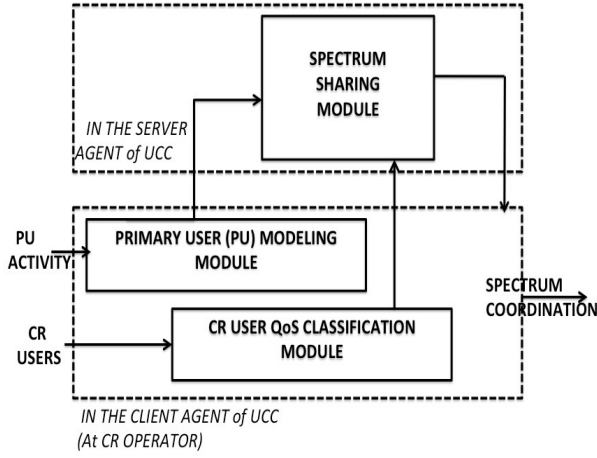 SPECTRUM
SHARING
MODULE
IN THE SERVER
AGENT of UCC
PU
ACTIVITY
PRIMARY USER (PU) MODELING
MODULE
SPECTRUM
COORDINATION
CR
USERS
CR USER QoS CLASSIFICATION
MODULE
IN THE CLIENT AGENT of UCC
(At CR OPERATOR)